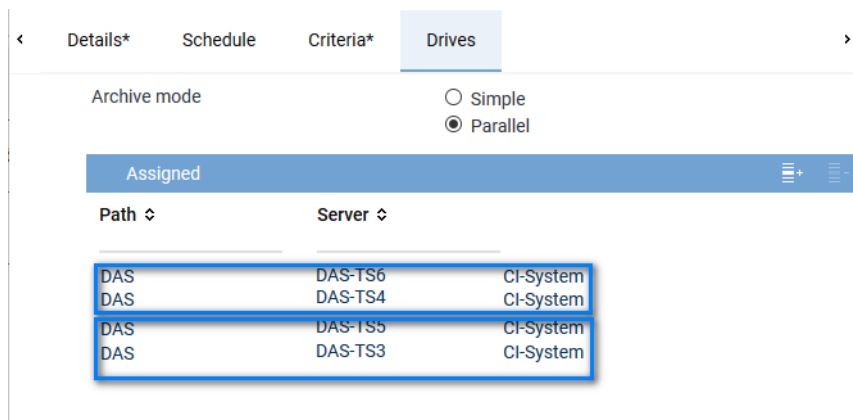 Details* Schedule Criteria* Drives
Archive mode
Simple
Parallel
Assigned
Path Server
DAS DAS-TS6 CI-System
DAS DAS-TS4 CI-System
DAS DAS-TS5 CI-System
DAS DAS-TS3 CI-System